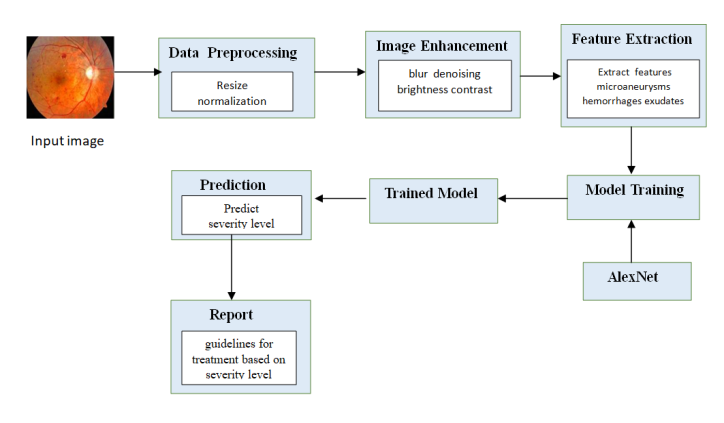 Input image
Data Preprocessing
Resize
normalization
Image Enhancement
blur denoising
brightness contrast
Feature Extraction
Extract features
microaneurysms
hemorrhages exudates
Model Training
AlexNet
Trained Model
Prediction
Predict
severity level
Report
guidelines for
treatment based on
severity level